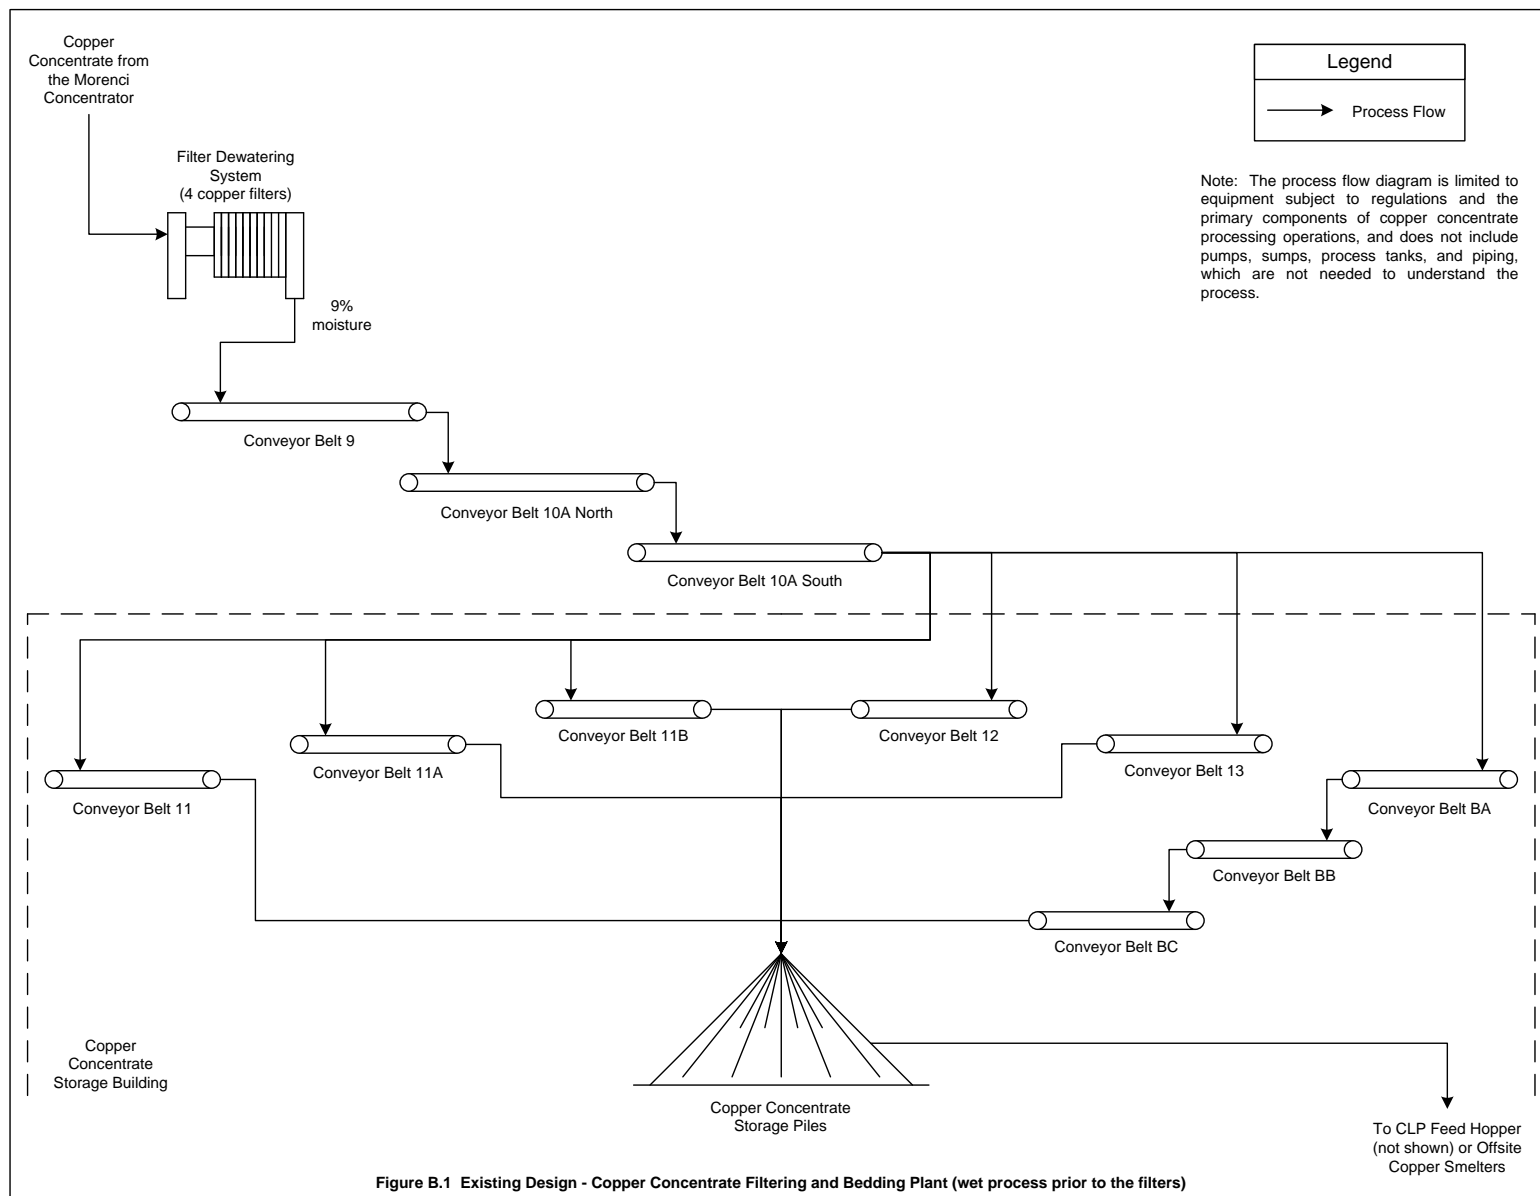 Copper
Concentrate from
the Morenci
Concentrator
Legend
Process Flow
Filter Dewatering
System
(4 copper filters)
Note: The process flow diagram is limited to
equipment subject to regulations and the
primary components of copper concentrate
processing operations, and does not include
pumps, sumps, process tanks, and piping,
which are not needed to understand the
process.
9%
moisture
Conveyor Belt 9
Conveyor Belt 10A North
Conveyor Belt 10A South
Conveyor Belt 11B
Conveyor Belt 12
Conveyor Belt 11A
Conveyor Belt 13
Conveyor Belt 11
Conveyor Belt BA
Conveyor Belt BB
Conveyor Belt BC
Copper
Concentrate
Storage Building
Copper Concentrate
Storage Piles
To CLP Feed Hopper
(not shown) or Offsite
Copper Smelters
Figure B.1 Existing Design - Copper Concentrate Filtering and Bedding Plant (wet process prior to the filters)